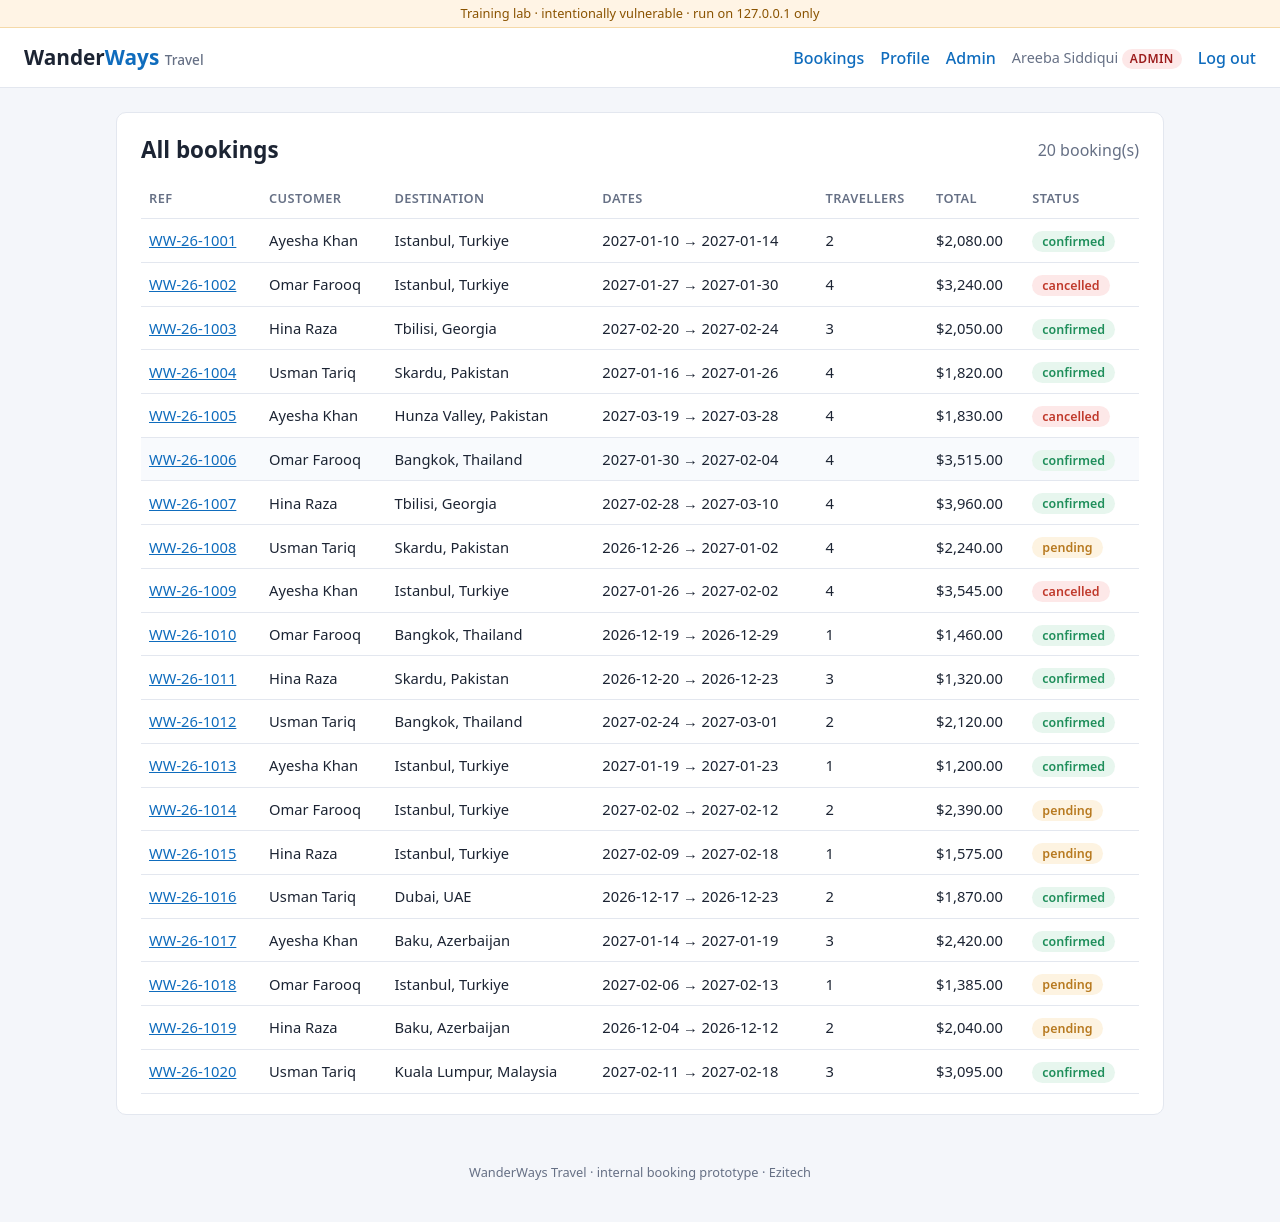 Training lab · intentionally vulnerable · run on 127.0.0.1 only
WanderWays Travel Bookings Profile Admin Areeba Siddiqui ADMIN Log out
All bookings 20 booking(s)
REF CUSTOMER DESTINATION DATES TRAVELLERS TOTAL STATUS
WW-26-1001 Ayesha Khan Istanbul, Turkiye 2027-01-10 → 2027-01-14 2 $2,080.00 confirmed
WW-26-1002 Omar Farooq Istanbul, Turkiye 2027-01-27 → 2027-01-30 4 $3,240.00 cancelled
WW-26-1003 Hina Raza Tbilisi, Georgia 2027-02-20 → 2027-02-24 3 $2,050.00 confirmed
WW-26-1004 Usman Tariq Skardu, Pakistan 2027-01-16 → 2027-01-26 4 $1,820.00 confirmed
WW-26-1005 Ayesha Khan Hunza Valley, Pakistan 2027-03-19 → 2027-03-28 4 $1,830.00 cancelled
WW-26-1006 Omar Farooq Bangkok, Thailand 2027-01-30 → 2027-02-04 4 $3,515.00 confirmed
WW-26-1007 Hina Raza Tbilisi, Georgia 2027-02-28 → 2027-03-10 4 $3,960.00 confirmed
WW-26-1008 Usman Tariq Skardu, Pakistan 2026-12-26 → 2027-01-02 4 $2,240.00 pending
WW-26-1009 Ayesha Khan Istanbul, Turkiye 2027-01-26 → 2027-02-02 4 $3,545.00 cancelled
WW-26-1010 Omar Farooq Bangkok, Thailand 2026-12-19 → 2026-12-29 1 $1,460.00 confirmed
WW-26-1011 Hina Raza Skardu, Pakistan 2026-12-20 → 2026-12-23 3 $1,320.00 confirmed
WW-26-1012 Usman Tariq Bangkok, Thailand 2027-02-24 → 2027-03-01 2 $2,120.00 confirmed
WW-26-1013 Ayesha Khan Istanbul, Turkiye 2027-01-19 → 2027-01-23 1 $1,200.00 confirmed
WW-26-1014 Omar Farooq Istanbul, Turkiye 2027-02-02 → 2027-02-12 2 $2,390.00 pending
WW-26-1015 Hina Raza Istanbul, Turkiye 2027-02-09 → 2027-02-18 1 $1,575.00 pending
WW-26-1016 Usman Tariq Dubai, UAE 2026-12-17 → 2026-12-23 2 $1,870.00 confirmed
WW-26-1017 Ayesha Khan Baku, Azerbaijan 2027-01-14 → 2027-01-19 3 $2,420.00 confirmed
WW-26-1018 Omar Farooq Istanbul, Turkiye 2027-02-06 → 2027-02-13 1 $1,385.00 pending
WW-26-1019 Hina Raza Baku, Azerbaijan 2026-12-04 → 2026-12-12 2 $2,040.00 pending
WW-26-1020 Usman Tariq Kuala Lumpur, Malaysia 2027-02-11 → 2027-02-18 3 $3,095.00 confirmed
WanderWays Travel · internal booking prototype · Ezitech